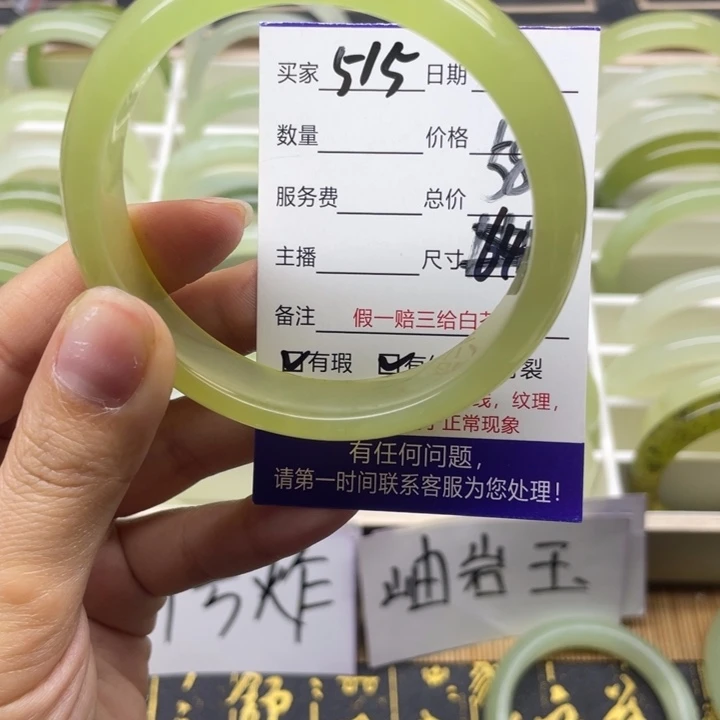 买家 515 日期
数量 价格
服务费 总价
主播 尺寸
备注 假一赔三给白
有瑕 裂
线，纹理，
正常现象
有任何问题，
请第一时间联系客服为您处理！
炸 岫岩玉